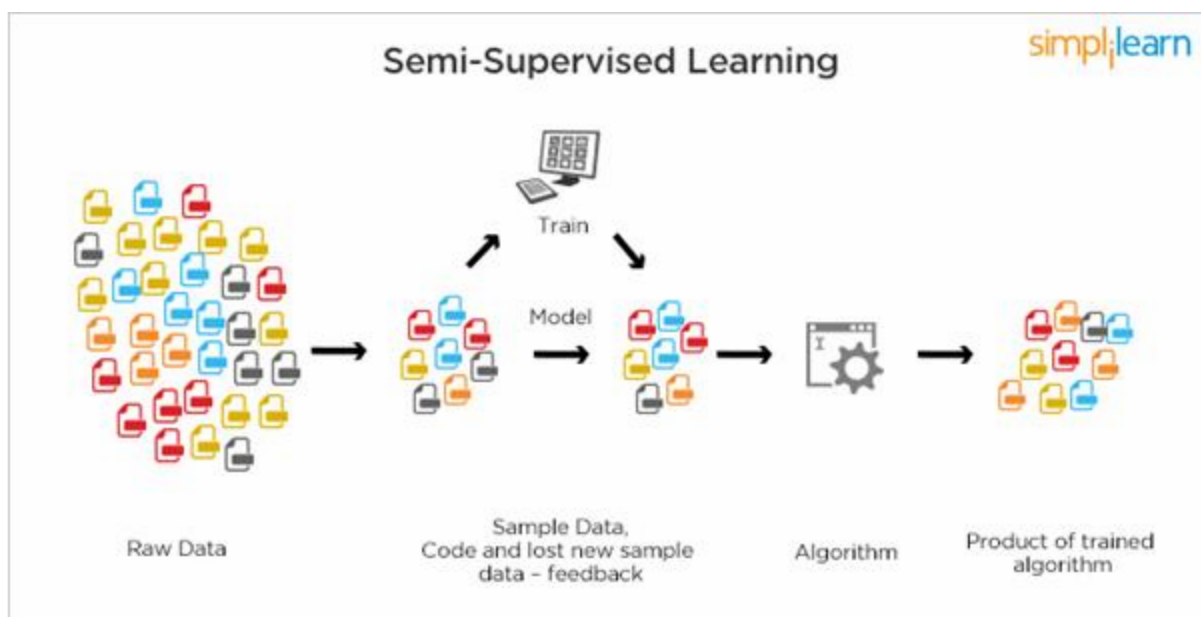 Semi-Supervised Learning
simplilearn
Train
Model
Raw Data
Sample Data,
Code and lost new sample
data – feedback
Algorithm
Product of trained
algorithm